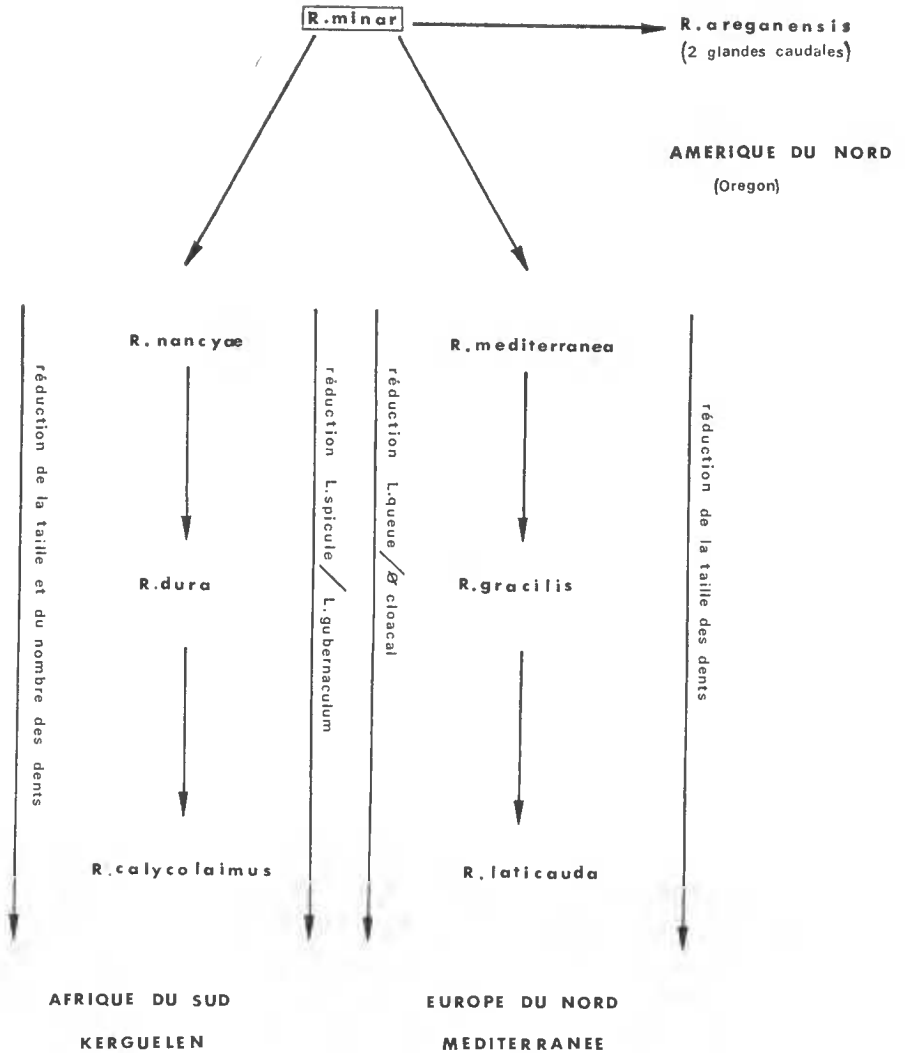 R.minar
R.areganensis
(2 glandes caudales)
AMERIQUE DU NORD
(Oregon)
R.nancyæ
R.mediterranea
réduction de la taille et du nombre des dents
réduction L.spicule / L.gubernaculum
réduction L.queue / Ø cloacal
réduction de la taille des dents
R.dura
R.gracilis
R.calycolaimus
R.laticauda
AFRIQUE DU SUD
EUROPE DU NORD
KERGUELEN
MEDITERRANEE